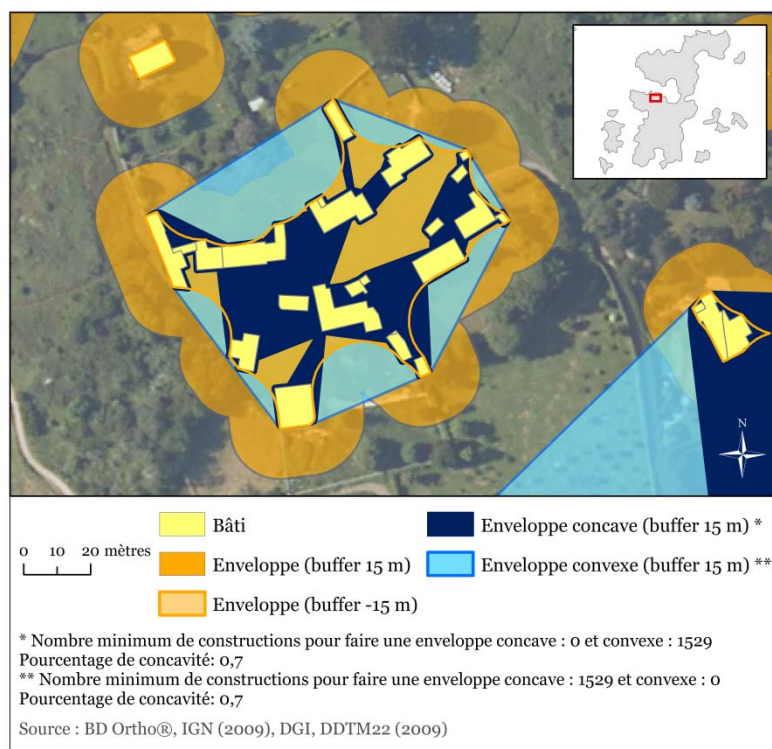 N
Bâti
Enveloppe (buffer 15 m)
Enveloppe (buffer -15 m)
Enveloppe concave (buffer 15 m) *
Enveloppe convexe (buffer 15 m) **
0 10 20 mètres
* Nombre minimum de constructions pour faire une enveloppe concave : 0 et convexe : 1529
Pourcentage de concavité: 0,7
** Nombre minimum de constructions pour faire une enveloppe concave : 1529 et convexe : 0
Pourcentage de concavité: 0,7
Source : BD Ortho®, IGN (2009), DGI, DDTM22 (2009)